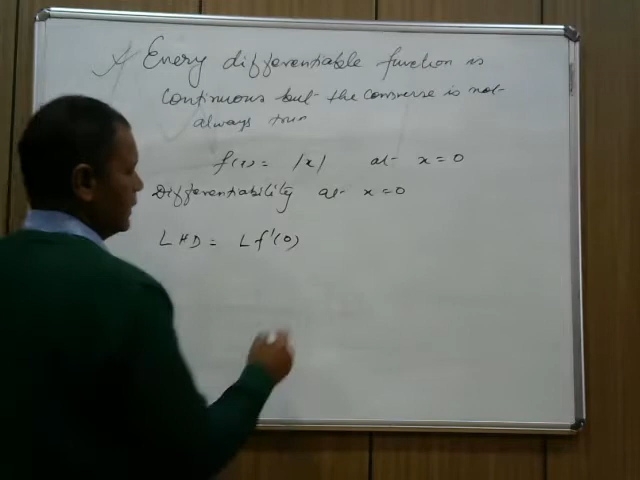 Every differentiable function is
continuous but the converse is not
always true
f(x) = |x| at x = 0
Differentiability at x = 0
LHD = Lf'(0)